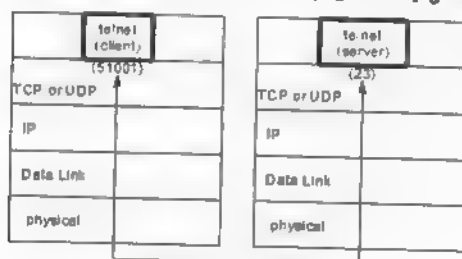 telnet
(client)
(51001)
TCP or UDP
IP
Data Link
physical
telnet
(server)
(23)
TCP or UDP
IP
Data Link
physical